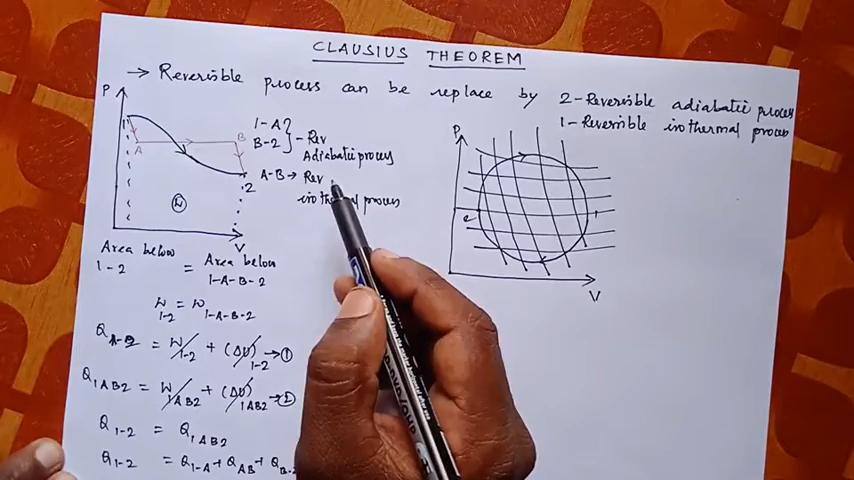 CLAUSIUS THEOREM
→ Reversible process can be replace by 2-Reversible adiabatic process
1-Reversible isothermal process
P
1
A
B
2
W
V
1-A
B-2
- Rev
Adiabatic process
A-B → Rev
isothermal process
P
e
V
Area below
1-2
= Area below
1-A-B-2
W1-2 = W1-A-B-2
= W1-2 + (ΔU)1-2 → ①
Q1AB2 = W1AB2 + (ΔU)1AB2 → ②
Q1-2 = Q1AB2
Q1-2 = Q1-A + QAB + QB-2